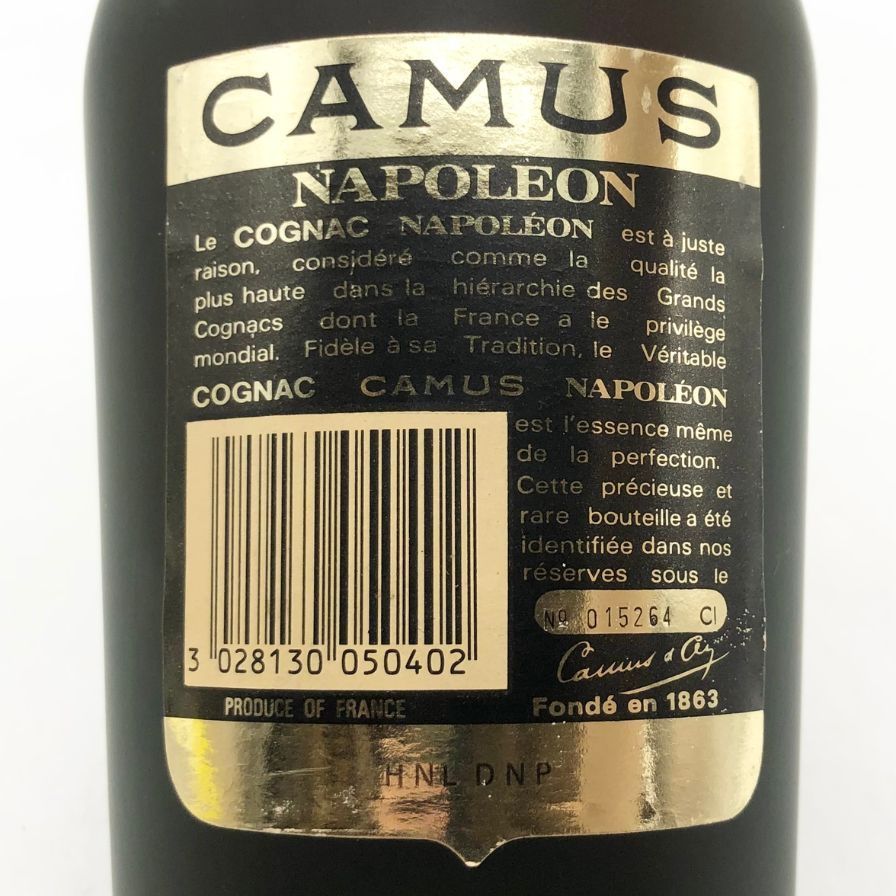 CAMUS
NAPOLEON
Le COGNAC NAPOLÉON est à juste
raison, considéré comme la qualité la
plus haute dans la hiérarchie des Grands
Cognacs dont la France a le privilège
mondial. Fidèle à sa Tradition, le Véritable
COGNAC CAMUS NAPOLÉON
est l'essence même
de la perfection.
Cette précieuse et
rare bouteille a été
identifiée dans nos
réserves sous le
Nº 015264 CI
Camus & Cie
Fondé en 1863
3 028130 050402
PRODUCE OF FRANCE
HNL DNP